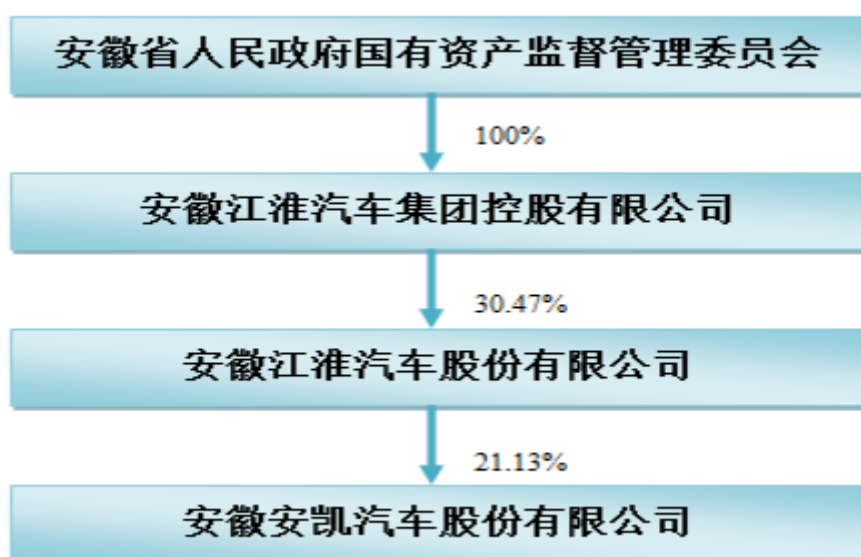 安徽省人民政府国有资产监督管理委员会
100%
安徽江淮汽车集团控股有限公司
30.47%
安徽江淮汽车股份有限公司
21.13%
安徽安凯汽车股份有限公司